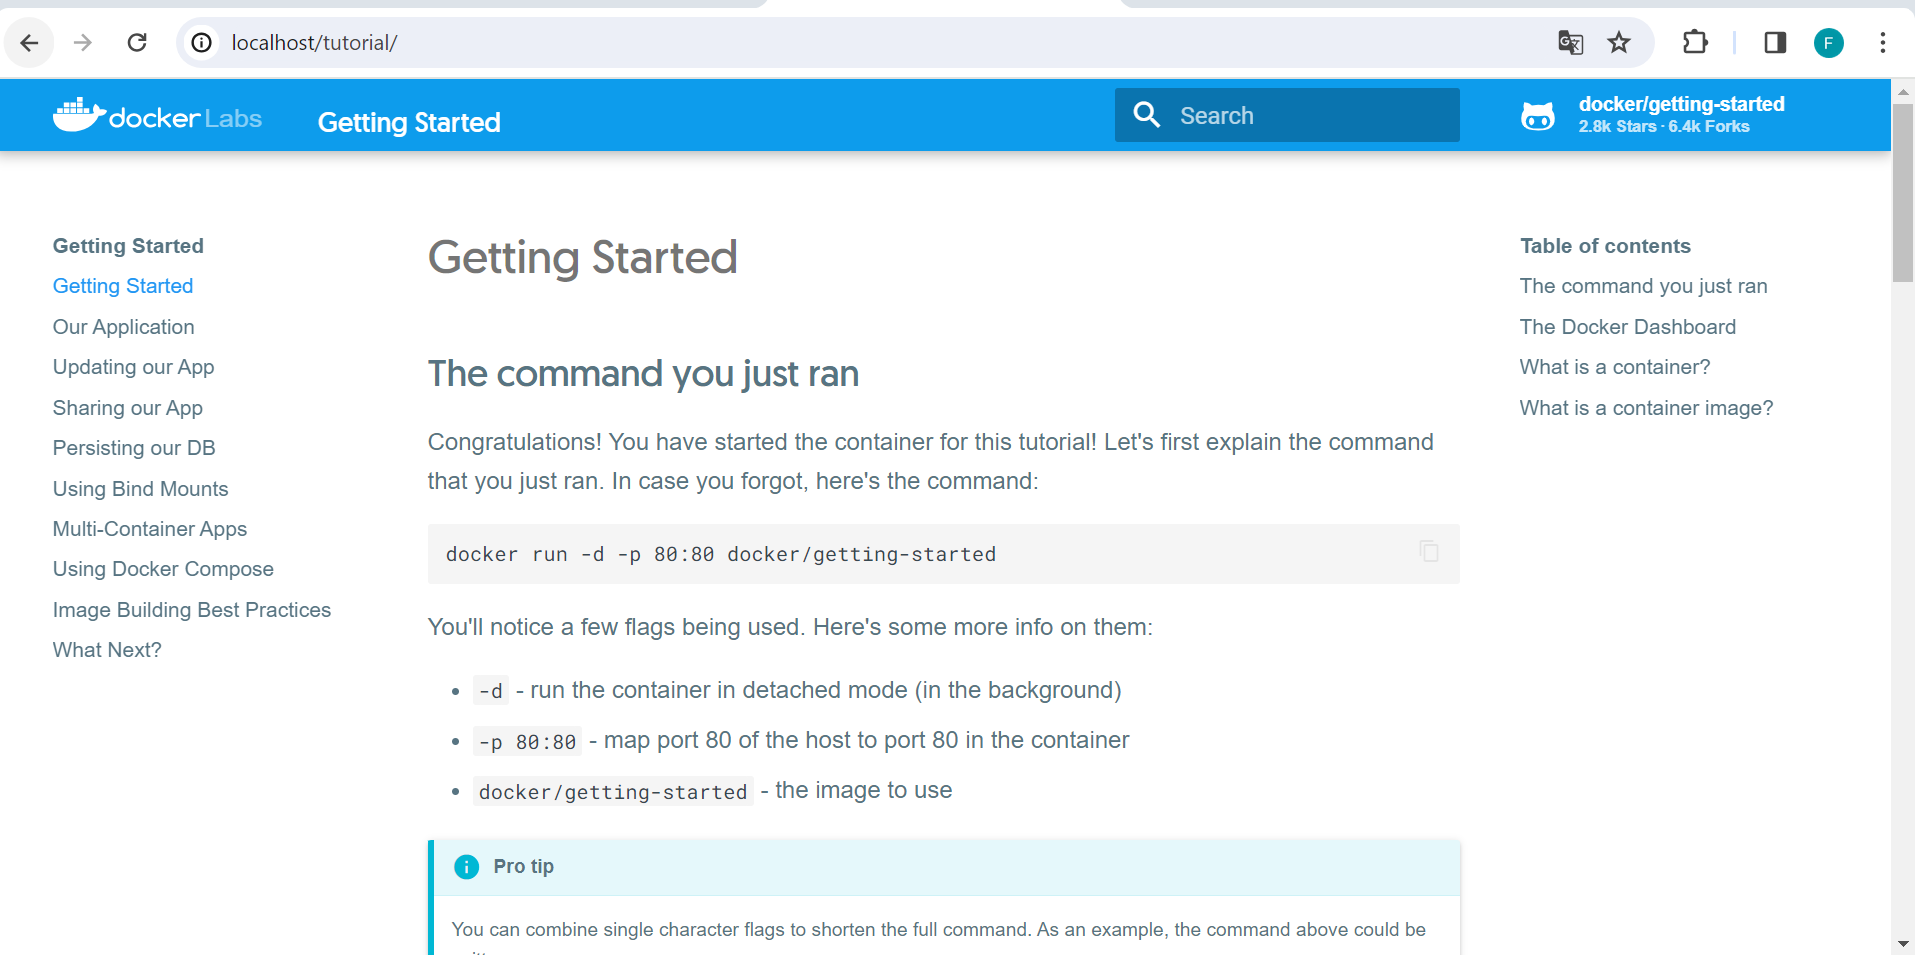 localhost/tutorial/
F
docker Labs
Getting Started
Search
docker/getting-started
2.8k Stars · 6.4k Forks
Getting Started
Getting Started
Our Application
Updating our App
Sharing our App
Persisting our DB
Using Bind Mounts
Multi-Container Apps
Using Docker Compose
Image Building Best Practices
What Next?
Getting Started
The command you just ran
Congratulations! You have started the container for this tutorial! Let's first explain the command
that you just ran. In case you forgot, here's the command:
docker run -d -p 80:80 docker/getting-started
You'll notice a few flags being used. Here's some more info on them:
• -d - run the container in detached mode (in the background)
• -p 80:80 - map port 80 of the host to port 80 in the container
• docker/getting-started - the image to use
Pro tip
You can combine single character flags to shorten the full command. As an example, the command above could be
Table of contents
The command you just ran
The Docker Dashboard
What is a container?
What is a container image?